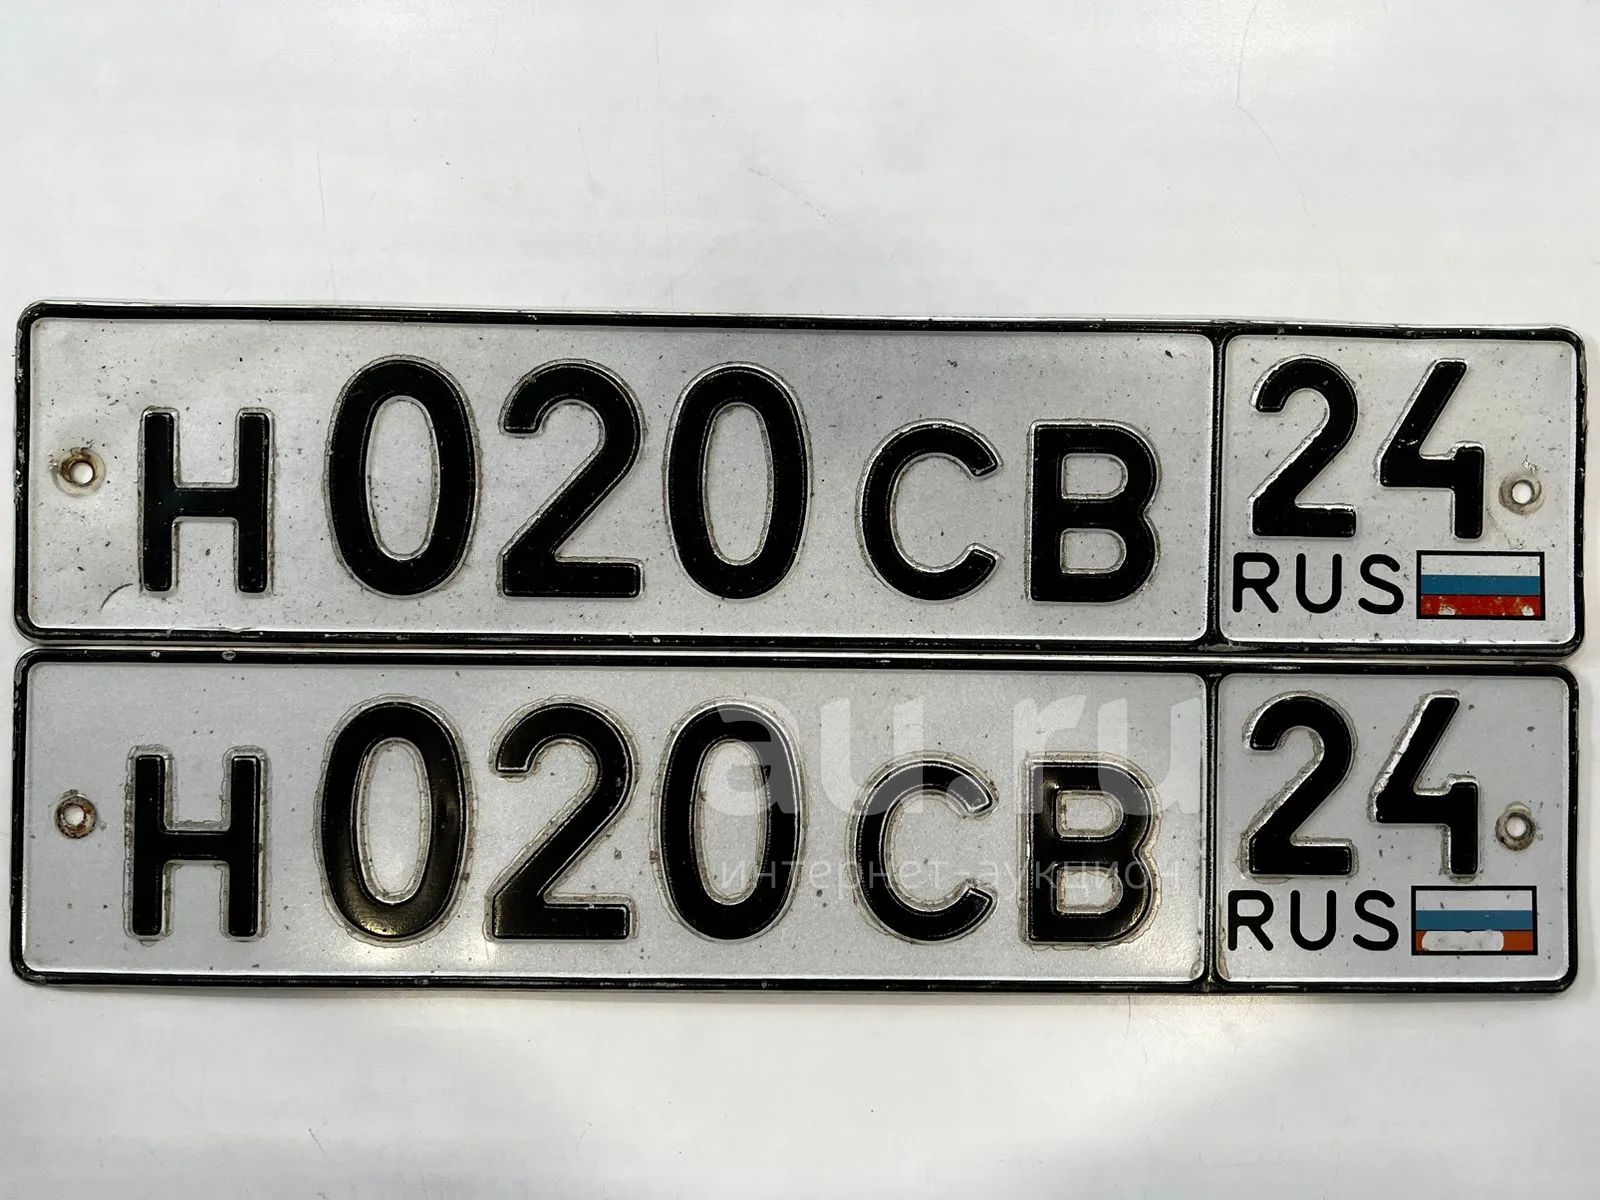 Н020СВ 24
RUS
au.ru
Н020СВ 24
интернет-аукцион
RUS